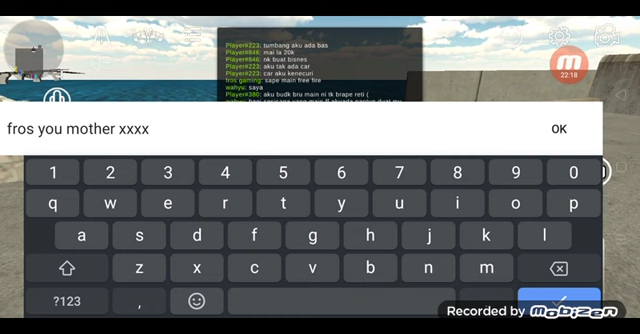 Player#223: tumbang aku ada bas
Player#846: mai la 20k
Player#846: nk buat bisnes
Player#223: aku tak ada car
Player#223: car aku kenecuri
fros gaming: sape main free fire
wahyu: saya
Player#380: aku budk bru main ni tk brape reti (
22:18
fros you mother xxxx
OK
1 2 3 4 5 6 7 8 9 0
q w e r t y u i o p
a s d f g h j k l
z x c v b n m
?123 ,
Recorded by Mobizen